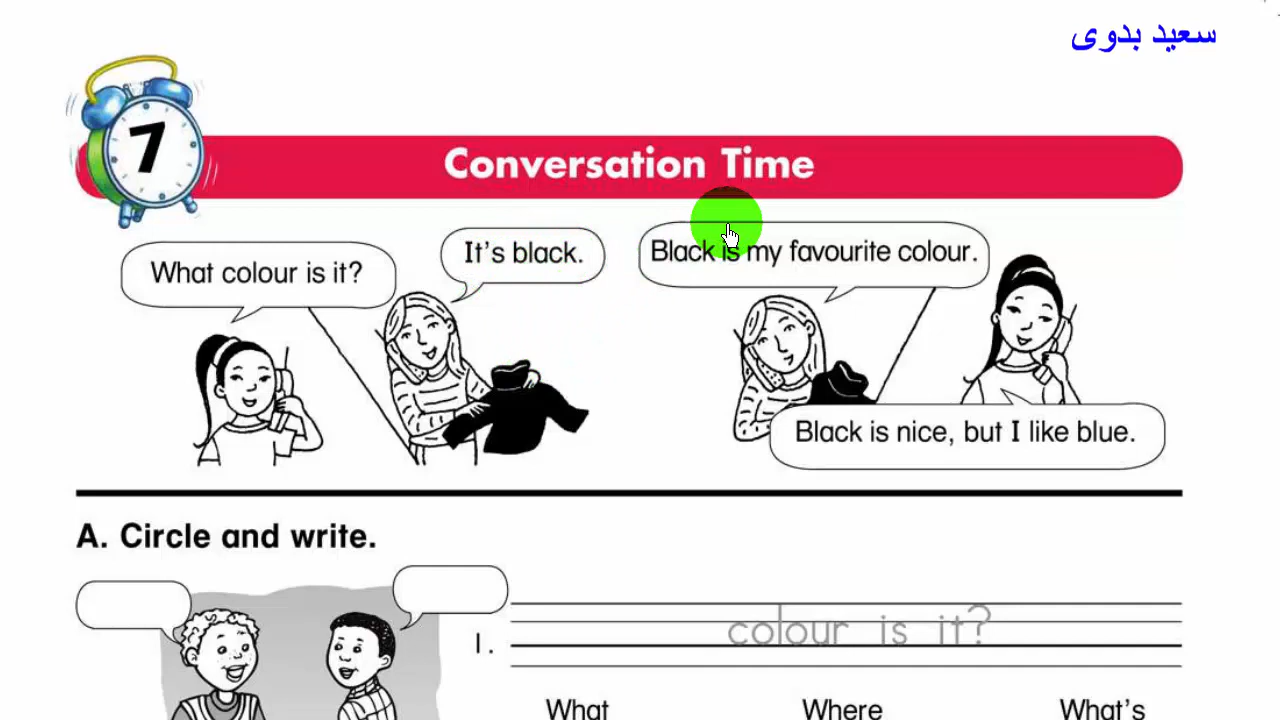 سعيد بدوى
7
Conversation Time
What colour is it?
It's black.
Black is my favourite colour.
Black is nice, but I like blue.
A. Circle and write.
1. colour is it?
What Where What's